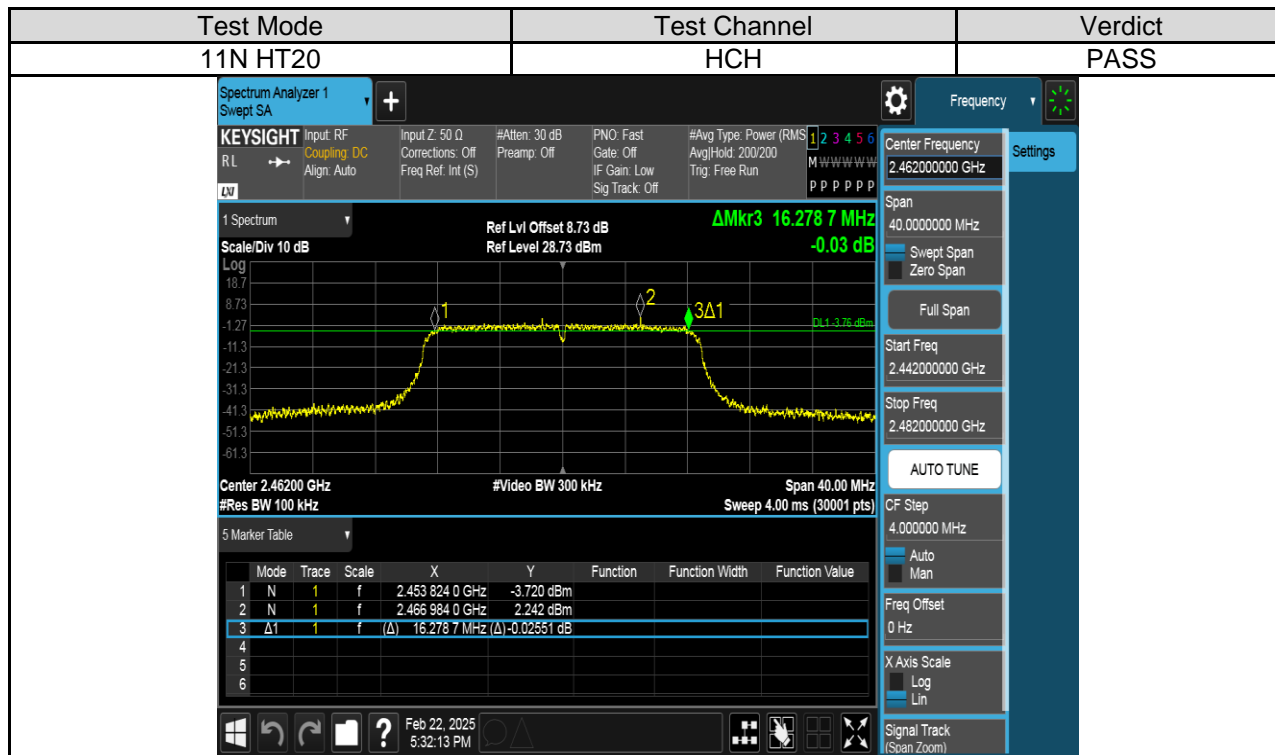 Test Mode Test Channel Verdict
11N HT20 HCH PASS
Spectrum Analyzer 1
Swept SA
+
Frequency
KEYSIGHT Input: RF Input Z: 50 Ω #Atten: 30 dB PNO: Fast #Avg Type: Power (RMS 1 2 3 4 5 6
RL Coupling: DC Corrections: Off Preamp: Off Gate: Off Avg|Hold: 200/200 M W W W W W
Align: Auto Freq Ref: Int (S) IF Gain: Low Trig: Free Run
LXI Sig Track: Off P P P P P P
1 Spectrum Ref Lvl Offset 8.73 dB ΔMkr3 16.278 7 MHz
Scale/Div 10 dB Ref Level 28.73 dBm -0.03 dB
Log
18.7
8.73
-1.27
-11.3
-21.3
-31.3
-41.3
-51.3
-61.3
1
2
3Δ1
DL1 -3.76 dBm
Center 2.46200 GHz #Video BW 300 kHz Span 40.00 MHz
#Res BW 100 kHz Sweep 4.00 ms (30001 pts)
5 Marker Table
Mode Trace Scale X Y Function Function Width Function Value
1 N 1 f 2.453 824 0 GHz -3.720 dBm
2 N 1 f 2.466 984 0 GHz 2.242 dBm
3 Δ1 1 f (Δ) 16.278 7 MHz (Δ) -0.02551 dB
4
5
6
?
Feb 22, 2025
5:32:13 PM
Center Frequency
2.462000000 GHz
Settings
Span
40.0000000 MHz
Swept Span
Zero Span
Full Span
Start Freq
2.442000000 GHz
Stop Freq
2.482000000 GHz
AUTO TUNE
CF Step
4.000000 MHz
Auto
Man
Freq Offset
0 Hz
X Axis Scale
Log
Lin
Signal Track
(Span Zoom)